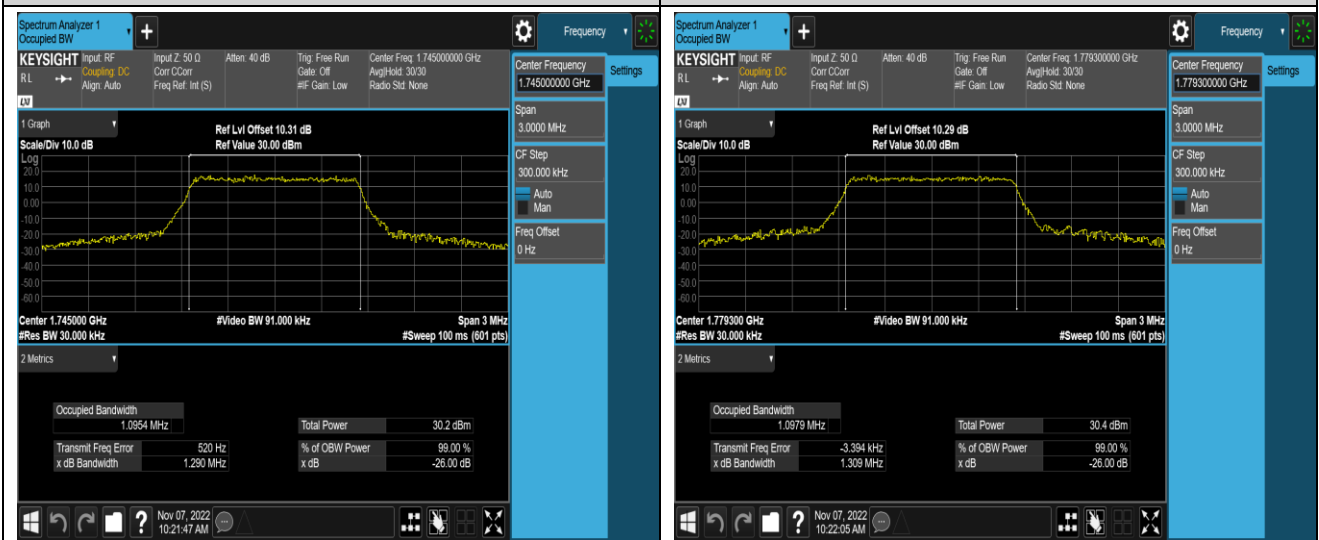 Spectrum Analyzer 1
Occupied BW
+
Frequency
KEYSIGHT
R L
LXI
Input: RF
Coupling: DC
Align: Auto
Input Z: 50 Ω
Corr CCorr
Freq Ref: Int (S)
Atten: 40 dB
Trig: Free Run
Gate: Off
#IF Gain: Low
Center Freq: 1.745000000 GHz
Avg|Hold: 30/30
Radio Std: None
Center Frequency
1.745000000 GHz
Settings
Span
3.0000 MHz
CF Step
300.000 kHz
Auto
Man
Freq Offset
0 Hz
1 Graph
Scale/Div 10.0 dB
Ref Lvl Offset 10.31 dB
Ref Value 30.00 dBm
Log
20.0
10.0
0.00
-10.0
-20.0
-30.0
-40.0
-50.0
-60.0
Center 1.745000 GHz
#Video BW 91.000 kHz
Span 3 MHz
#Res BW 30.000 kHz
#Sweep 100 ms (601 pts)
2 Metrics
Occupied Bandwidth
1.0954 MHz
Total Power 30.2 dBm
Transmit Freq Error 520 Hz
% of OBW Power 99.00 %
x dB Bandwidth 1.290 MHz
x dB -26.00 dB
?
Nov 07, 2022
10:21:47 AM
Spectrum Analyzer 1
Occupied BW
+
Frequency
KEYSIGHT
R L
LXI
Input: RF
Coupling: DC
Align: Auto
Input Z: 50 Ω
Corr CCorr
Freq Ref: Int (S)
Atten: 40 dB
Trig: Free Run
Gate: Off
#IF Gain: Low
Center Freq: 1.779300000 GHz
Avg|Hold: 30/30
Radio Std: None
Center Frequency
1.779300000 GHz
Settings
Span
3.0000 MHz
CF Step
300.000 kHz
Auto
Man
Freq Offset
0 Hz
1 Graph
Scale/Div 10.0 dB
Ref Lvl Offset 10.29 dB
Ref Value 30.00 dBm
Log
20.0
10.0
0.00
-10.0
-20.0
-30.0
-40.0
-50.0
-60.0
Center 1.779300 GHz
#Video BW 91.000 kHz
Span 3 MHz
#Res BW 30.000 kHz
#Sweep 100 ms (601 pts)
2 Metrics
Occupied Bandwidth
1.0979 MHz
Total Power 30.4 dBm
Transmit Freq Error -3.394 kHz
% of OBW Power 99.00 %
x dB Bandwidth 1.309 MHz
x dB -26.00 dB
?
Nov 07, 2022
10:22:05 AM